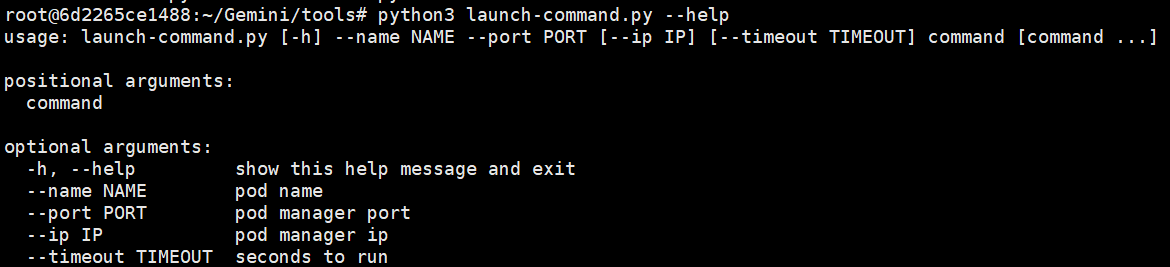 root@6d2265ce1488:~/Gemini/tools# python3 launch-command.py --help
usage: launch-command.py [-h] --name NAME --port PORT [--ip IP] [--timeout TIMEOUT] command [command ...]
positional arguments:
command
optional arguments:
-h, --help show this help message and exit
--name NAME pod name
--port PORT pod manager port
--ip IP pod manager ip
--timeout TIMEOUT seconds to run